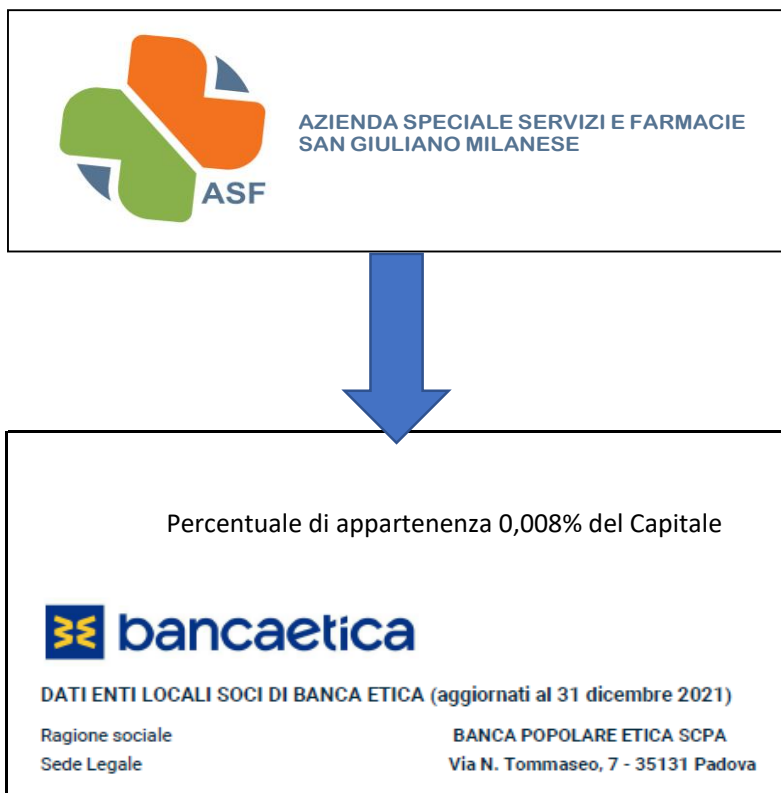 AZIENDA SPECIALE SERVIZI E FARMACIE
SAN GIULIANO MILANESE
ASF
Percentuale di appartenenza 0,008% del Capitale
bancaetica
DATI ENTI LOCALI SOCI DI BANCA ETICA (aggiornati al 31 dicembre 2021)
Ragione sociale BANCA POPOLARE ETICA SCPA
Sede Legale Via N. Tommaseo, 7 - 35131 Padova